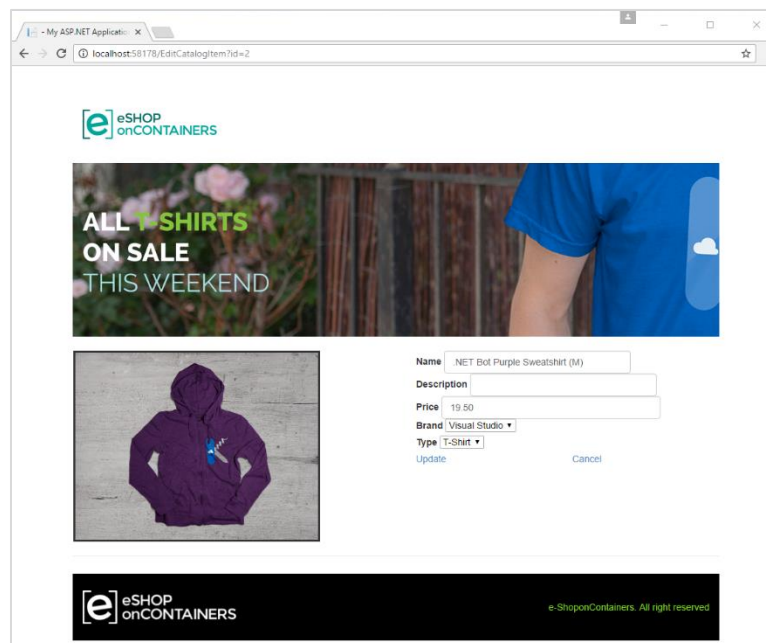 - My ASP.NET Applicatio
localhost:58178/EditCatalogItem?id=2
e eSHOP
onCONTAINERS
ALL T-SHIRTS
ON SALE
THIS WEEKEND
Name .NET Bot Purple Sweatshirt (M)
Description
Price 19.50
Brand Visual Studio
Type T-Shirt
Update Cancel
e eSHOP
onCONTAINERS
e-ShoponContainers. All right reserved